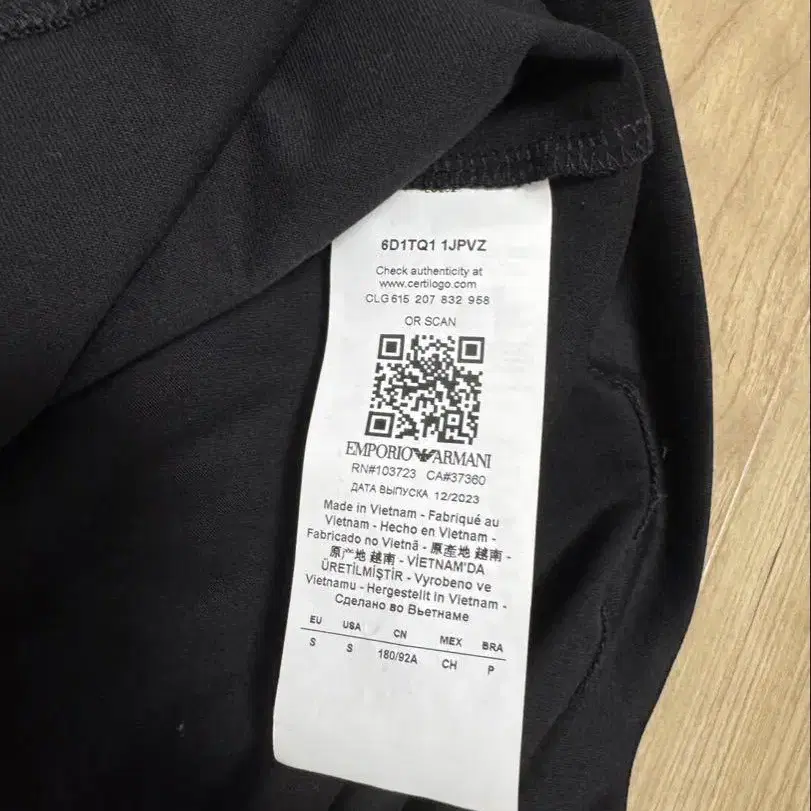 6D1TQ1 1JPVZ
Check authenticity at
www.certilogo.com
CLG 615 207 832 958
OR SCAN
EMPORIO ARMANI
RN#103723 CA#37360
ДАТА ВЫПУСКА 12/2023
Made in Vietnam - Fabriqué au
Vietnam - Hecho en Vietnam -
Fabricado no Vietnã - 原產地 越南 -
原产地 越南 - VİETNAM'DA
ÜRETİLMİŞTİR - Vyrobeno ve
Vietnamu - Hergestellt in Vietnam -
Сделано во Вьетнаме
EU USA CN MEX BRA
S S 180/92A CH P